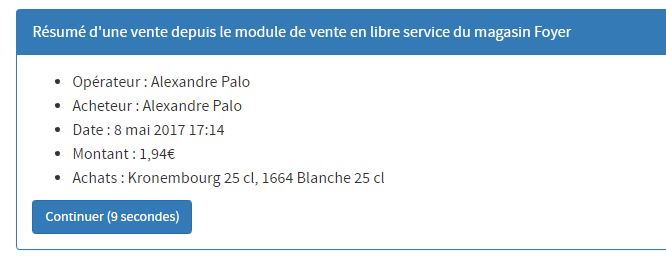 Résumé d'une vente depuis le module de vente en libre service du magasin Foyer
Opérateur : Alexandre Palo
Acheteur : Alexandre Palo
Date : 8 mai 2017 17:14
Montant : 1,94€
Achats : Kronembourg 25 cl, 1664 Blanche 25 cl
Continuer (9 secondes)